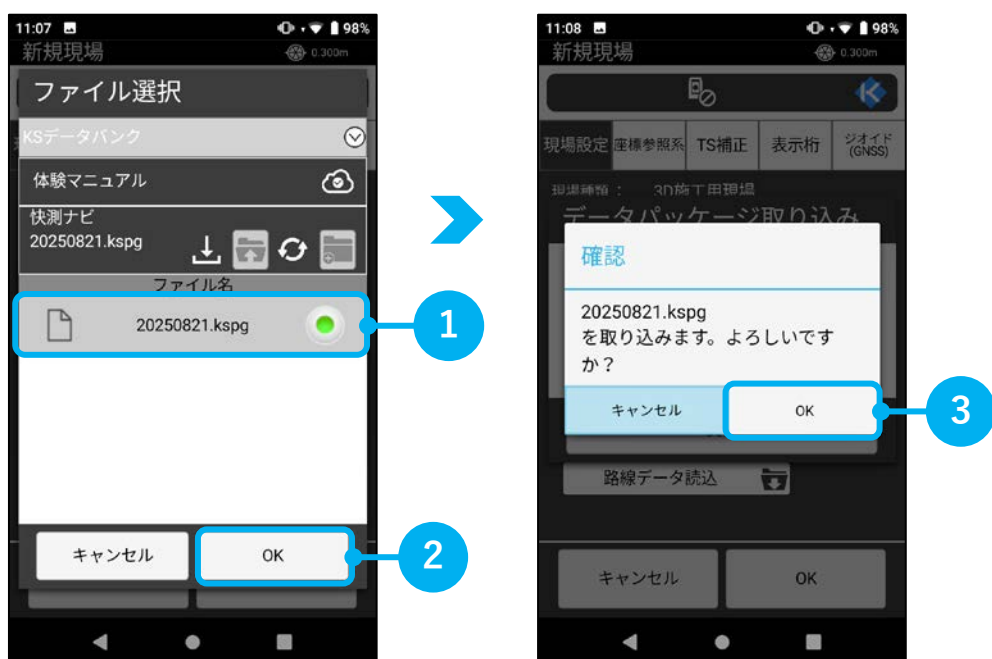 11:07
98%
新規現場
0.300m
ファイル選択
KSデータバンク
体験マニュアル
快測ナビ
20250821.kspg
ファイル名
20250821.kspg
1
キャンセル
OK
2
11:08
98%
新規現場
0.300m
現場設定 座標参照系 TS補正 表示桁 ジオイド
(GNSS)
現場種類： 3D施工用現場
データパッケージ取り込み
確認
20250821.kspg
を取り込みます。よろしいです
か？
キャンセル
OK
3
路線データ読込
キャンセル
OK